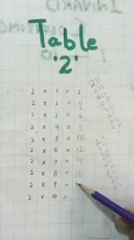 Table
'2'
2 x 1 = 2
2 x 2 = 4
2 x 3 = 6
2 x 4 = 8
2 x 5 = 10
2 x 6 = 12
2 x 7 = 14
2 x 8 = 16
2 x 9 =
2 x 10 =